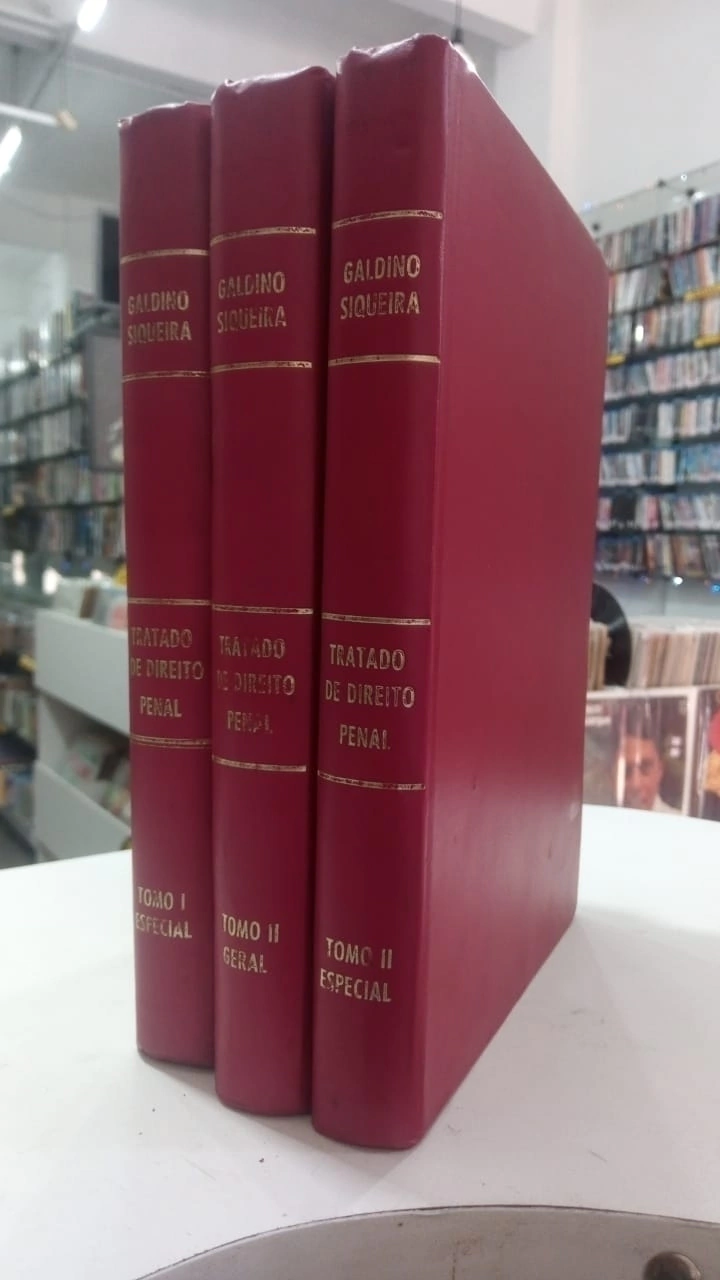 GALDINO
SIQUEIRA
TRATADO
DE DIREITO
PENAL
TOMO I
ESPECIAL
GALDINO
SIQUEIRA
TRATADO
DE DIREITO
PENAL
TOMO II
GERAL
GALDINO
SIQUEIRA
TRATADO
DE DIREITO
PENAL
TOMO II
ESPECIAL